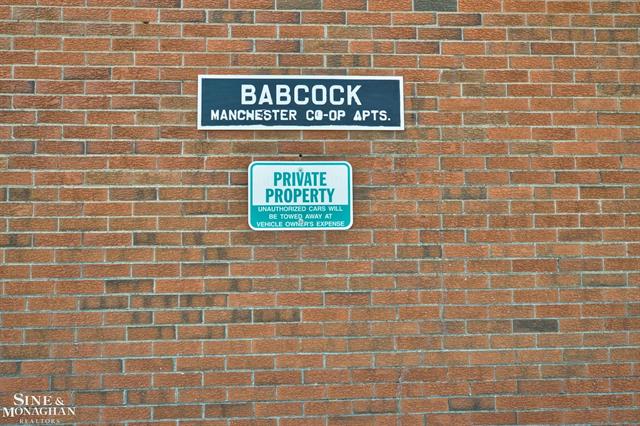 BABCOCK
MANCHESTER CO-OP APTS.
PRIVATE
PROPERTY
UNAUTHORIZED CARS WILL
BE TOWED AWAY AT
VEHICLE OWNER'S EXPENSE
SINE &
MONAGHAN
REALTORS